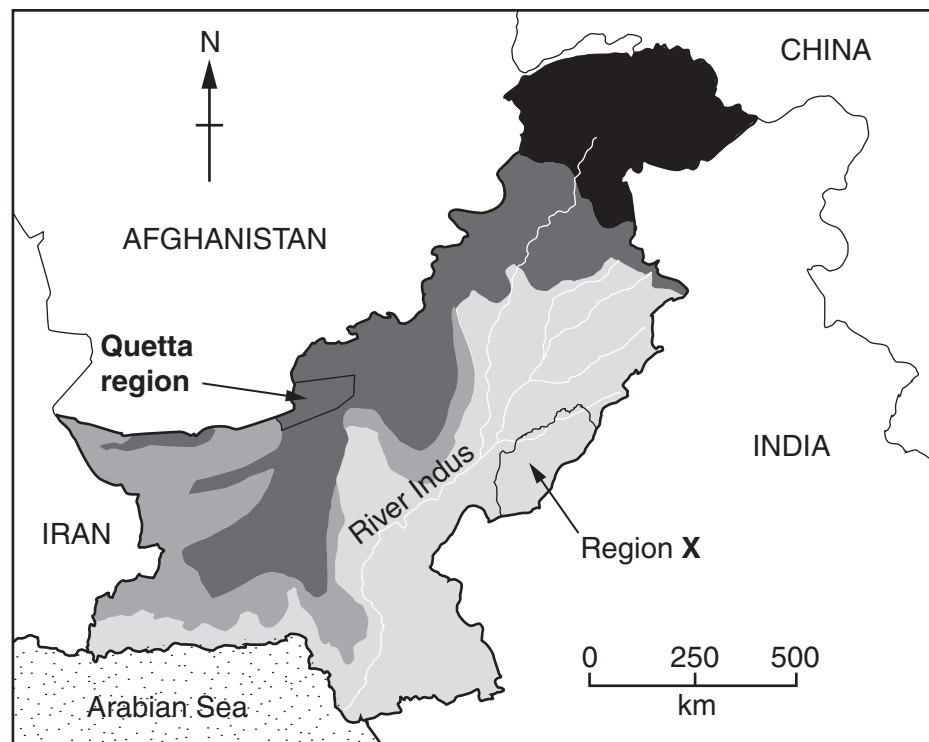 N
CHINA
AFGHANISTAN
Quetta
region
River Indus
INDIA
IRAN
Region X
0 250 500
km
Arabian Sea